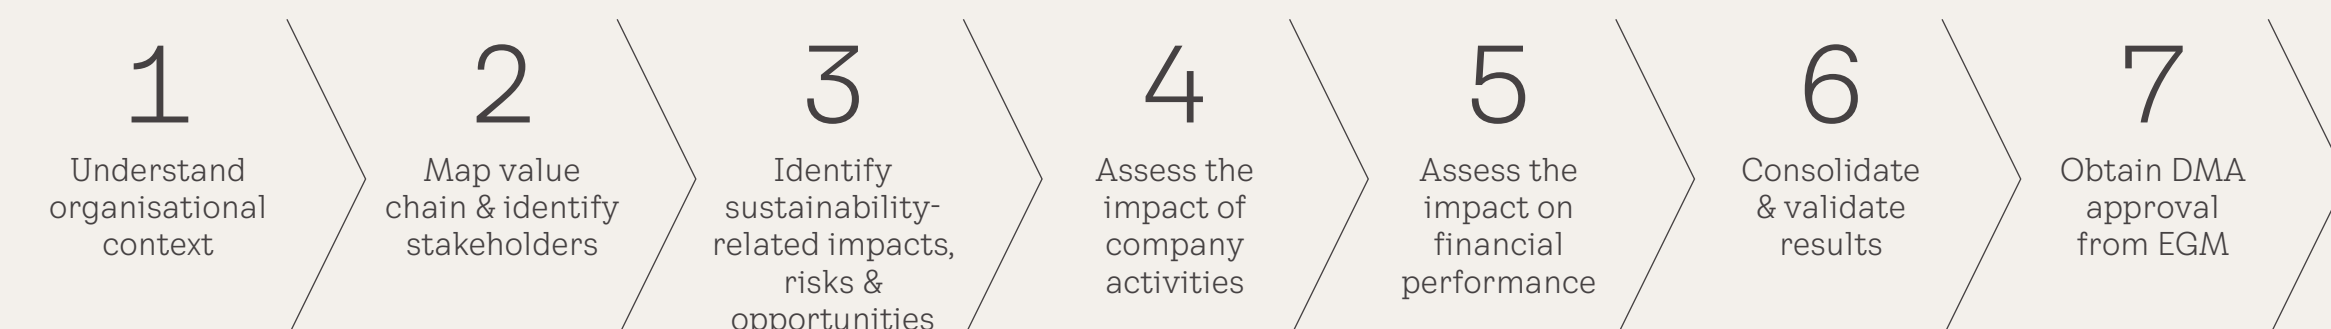 1
Understand
organisational
context
2
Map value
chain & identify
stakeholders
3
Identify
sustainability-
related impacts,
risks &
opportunities
4
Assess the
impact of
company
activities
5
Assess the
impact on
financial
performance
6
Consolidate
& validate
results
7
Obtain DMA
approval
from EGM